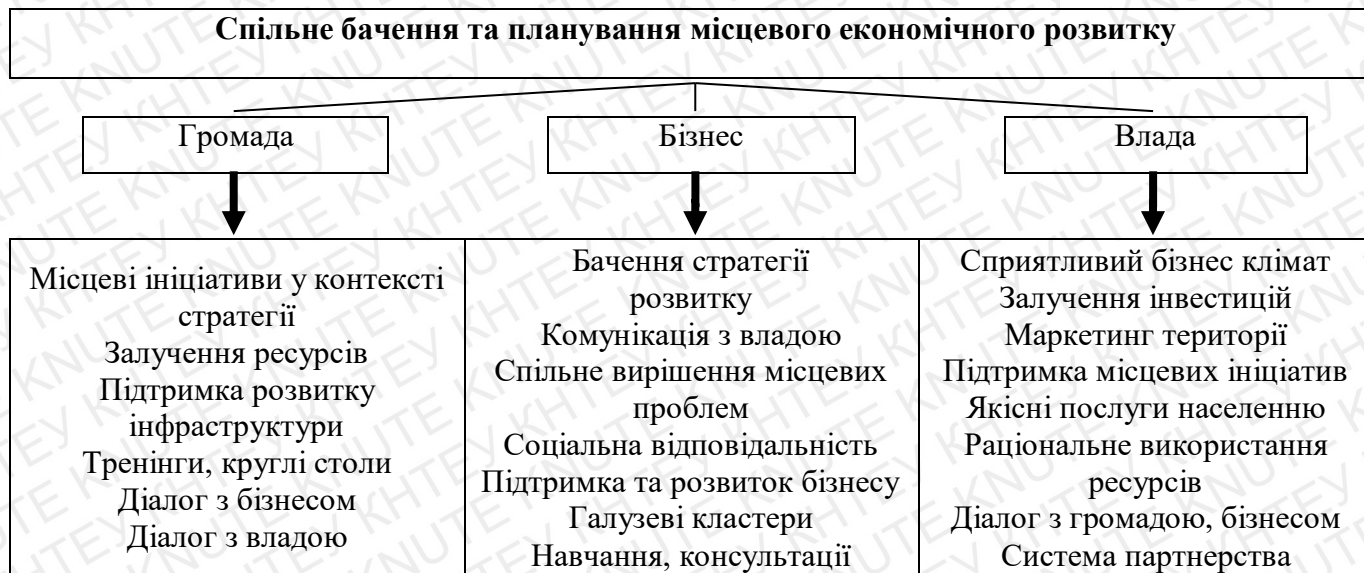 Спільне бачення та планування місцевого економічного розвитку
Громада
Бізнес
Влада
Місцеві ініціативи у контексті
стратегії
Залучення ресурсів
Підтримка розвитку
інфраструктури
Тренінги, круглі столи
Діалог з бізнесом
Діалог з владою
Бачення стратегії
розвитку
Комунікація з владою
Спільне вирішення місцевих
проблем
Соціальна відповідальність
Підтримка та розвиток бізнесу
Галузеві кластери
Навчання, консультації
Сприятливий бізнес клімат
Залучення інвестицій
Маркетинг території
Підтримка місцевих ініціатив
Якісні послуги населенню
Раціональне використання
ресурсів
Діалог з громадою, бізнесом
Система партнерства